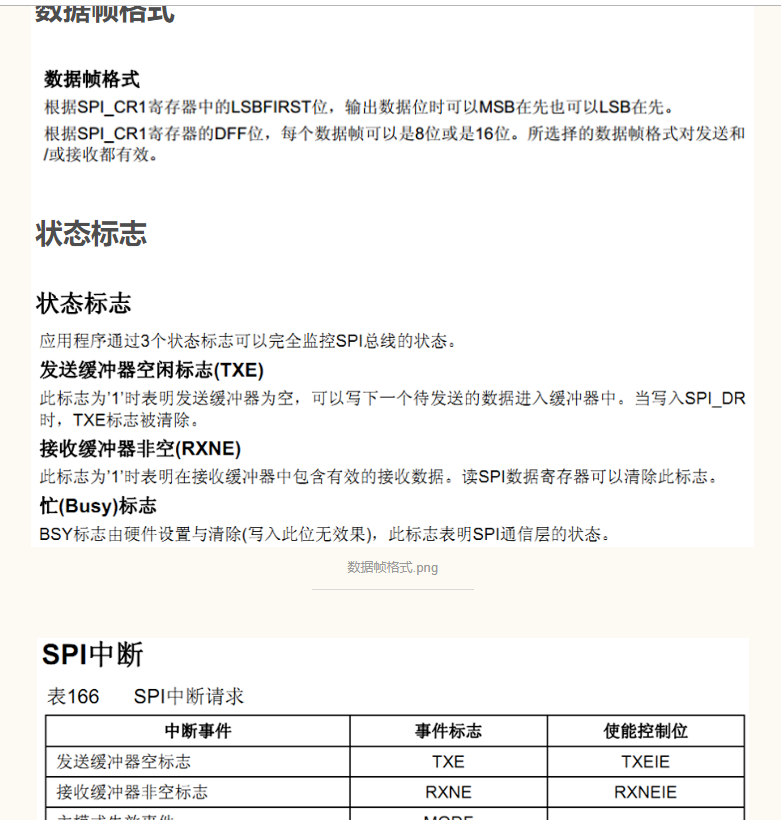 数据帧格式
数据帧格式
根据SPI_CR1寄存器中的LSBFIRST位，输出数据位时可以MSB在先也可以LSB在先。
根据SPI_CR1寄存器的DFF位，每个数据帧可以是8位或是16位。所选择的数据帧格式对发送和
/或接收都有效。
状态标志
状态标志
应用程序通过3个状态标志可以完全监控SPI总线的状态。
发送缓冲器空闲标志(TXE)
此标志为'1'时表明发送缓冲器为空，可以写下一个待发送的数据进入缓冲器中。当写入SPI_DR
时，TXE标志被清除。
接收缓冲器非空(RXNE)
此标志为'1'时表明在接收缓冲器中包含有效的接收数据。读SPI数据寄存器可以清除此标志。
忙(Busy)标志
BSY标志由硬件设置与清除(写入此位无效果)，此标志表明SPI通信层的状态。
数据帧格式.png
SPI中断
表166 SPI中断请求
中断事件 事件标志 使能控制位
发送缓冲器空标志 TXE TXEIE
接收缓冲器非空标志 RXNE RXNEIE